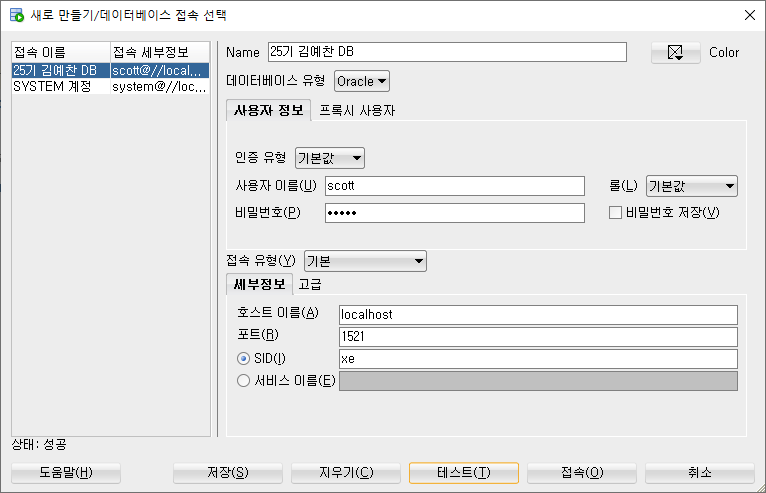 새로 만들기/데이터베이스 접속 선택
접속 이름 접속 세부정보
25기 김예찬 DB scott@//local...
SYSTEM 계정 system@//loc...
Name 25기 김예찬 DB Color
데이터베이스 유형 Oracle
사용자 정보 프록시 사용자
인증 유형 기본값
사용자 이름(U) scott 롤(L) 기본값
비밀번호(P) ●●●●● 비밀번호 저장(V)
접속 유형(Y) 기본
세부정보 고급
호스트 이름(A) localhost
포트(R) 1521
SID(I) xe
서비스 이름(E)
상태: 성공
도움말(H) 저장(S) 지우기(C) 테스트(T) 접속(O) 취소